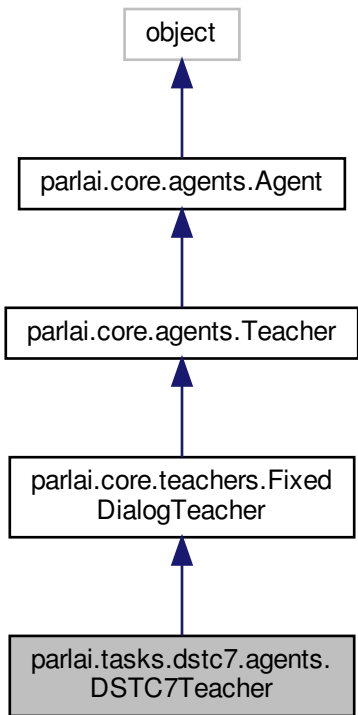 object
parlai.core.agents.Agent
parlai.core.agents.Teacher
parlai.core.teachers.Fixed
DialogTeacher
parlai.tasks.dstc7.agents.
DSTC7Teacher